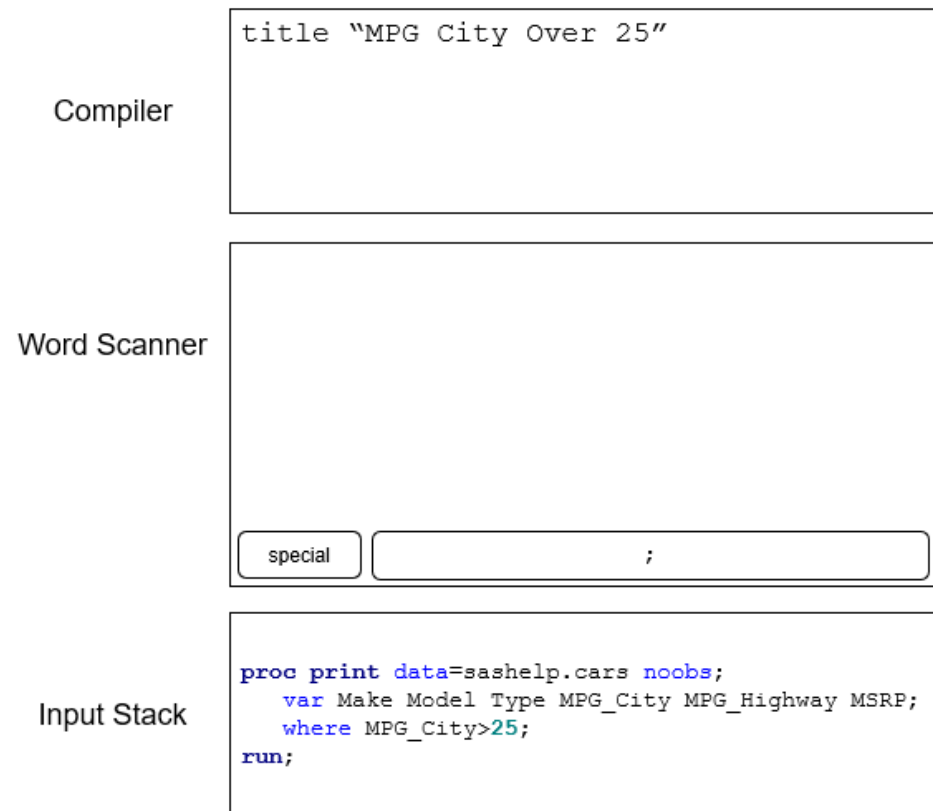 title “MPG City Over 25”
Compiler
Word Scanner
special
;
proc print data=sashelp.cars noobs;
var Make Model Type MPG_City MPG_Highway MSRP;
Input Stack
where MPG_City>25;
run;